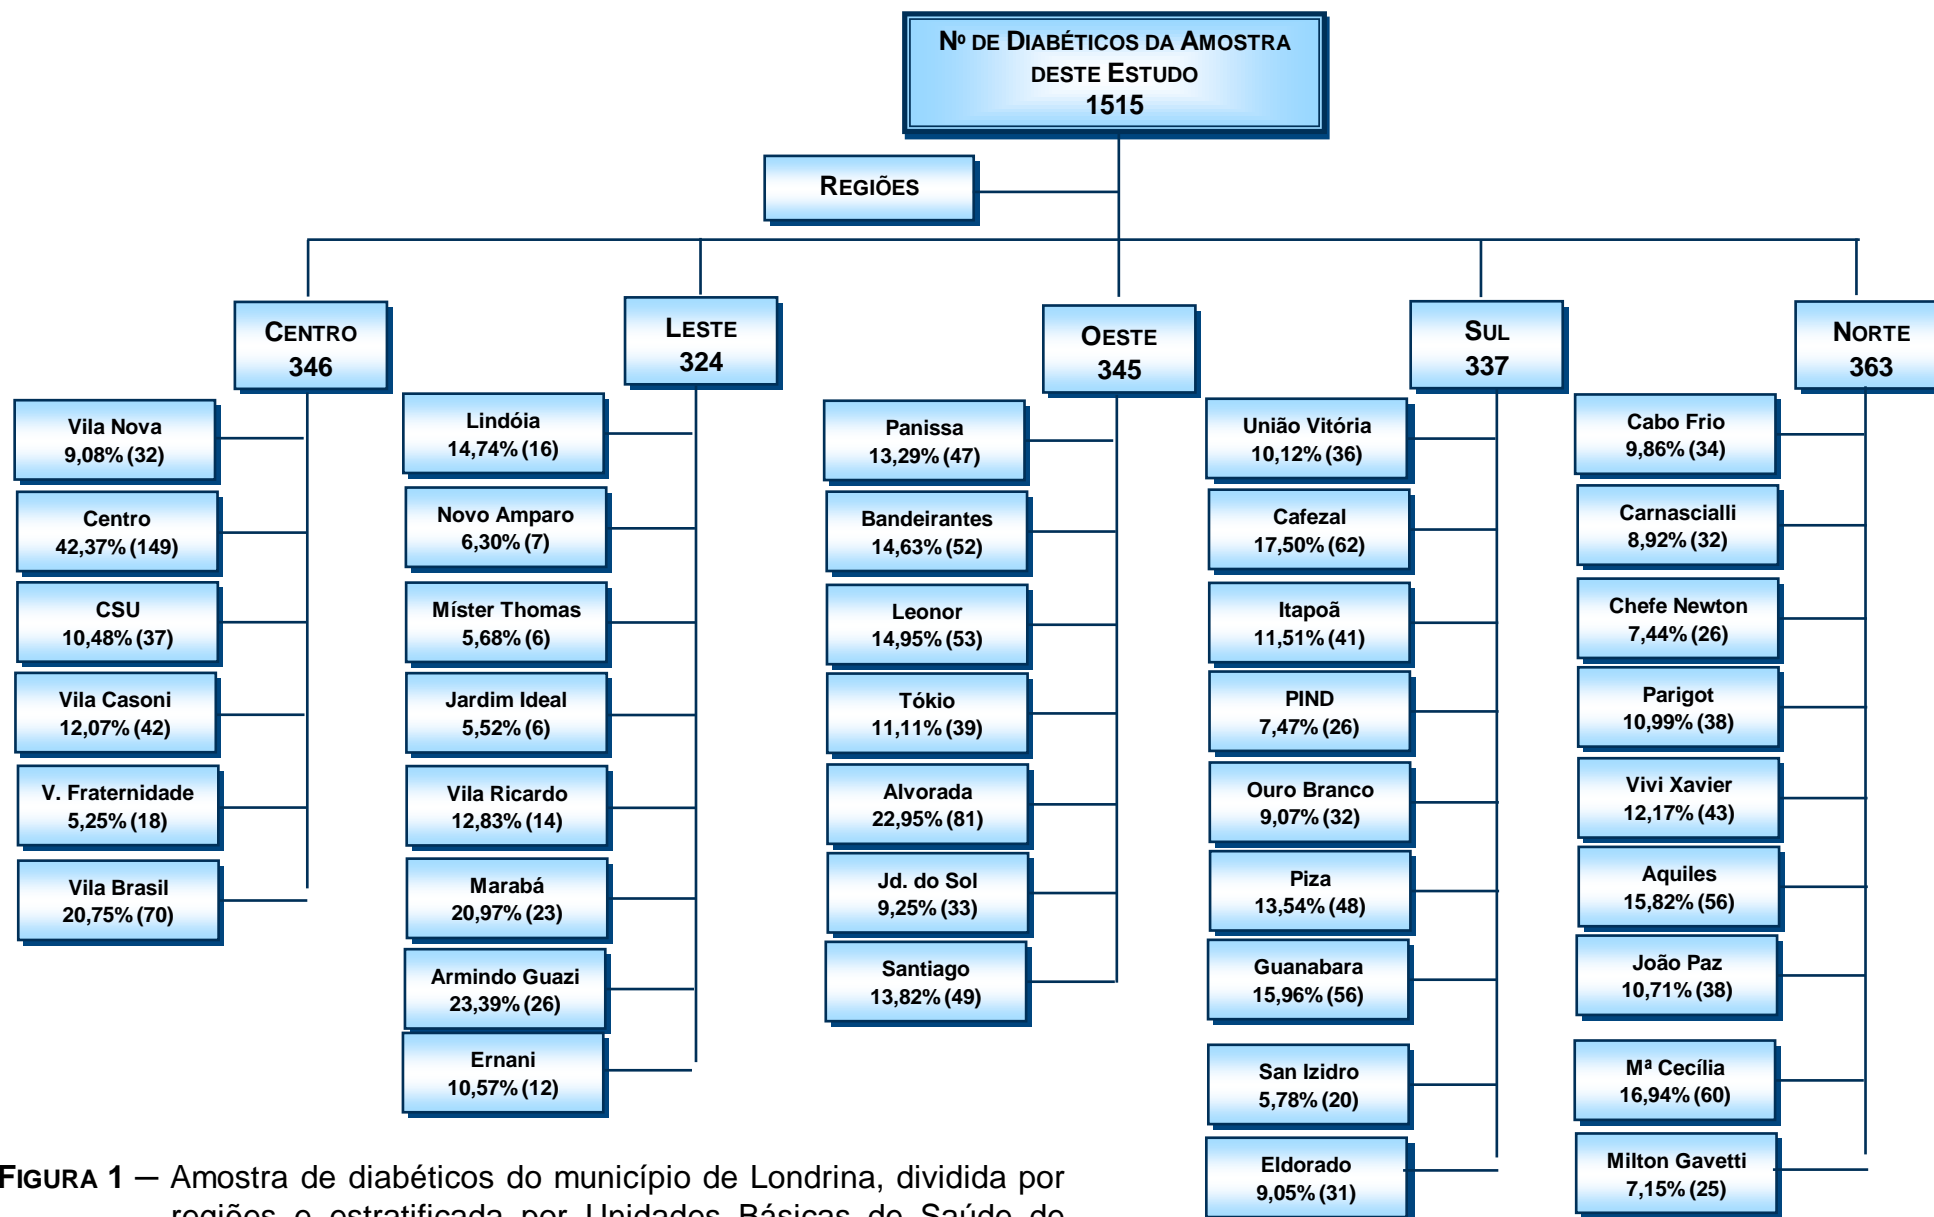 Nº DE DIABÉTICOS DA AMOSTRA
DESTE ESTUDO
1515
REGIÕES
CENTRO
346
Vila Nova
9,08% (32)
Centro
42,37% (149)
CSU
10,48% (37)
Vila Casoni
12,07% (42)
V. Fraternidade
5,25% (18)
Vila Brasil
20,75% (70)
LESTE
324
Lindóia
14,74% (16)
Novo Amparo
6,30% (7)
Míster Thomas
5,68% (6)
Jardim Ideal
5,52% (6)
Vila Ricardo
12,83% (14)
Marabá
20,97% (23)
Armindo Guazi
23,39% (26)
Ernani
10,57% (12)
OESTE
345
Panissa
13,29% (47)
Bandeirantes
14,63% (52)
Leonor
14,95% (53)
Tókio
11,11% (39)
Alvorada
22,95% (81)
Jd. do Sol
9,25% (33)
Santiago
13,82% (49)
SUL
337
União Vitória
10,12% (36)
Cafezal
17,50% (62)
Itapoã
11,51% (41)
PIND
7,47% (26)
Ouro Branco
9,07% (32)
Piza
13,54% (48)
Guanabara
15,96% (56)
San Izidro
5,78% (20)
Eldorado
9,05% (31)
NORTE
363
Cabo Frio
9,86% (34)
Carnascialli
8,92% (32)
Chefe Newton
7,44% (26)
Parigot
10,99% (38)
Vivi Xavier
12,17% (43)
Aquiles
15,82% (56)
João Paz
10,71% (38)
Mª Cecília
16,94% (60)
Milton Gavetti
7,15% (25)
FIGURA 1 — Amostra de diabéticos do município de Londrina, dividida por
regiões e estratificada por Unidades Básicas de Saúde de